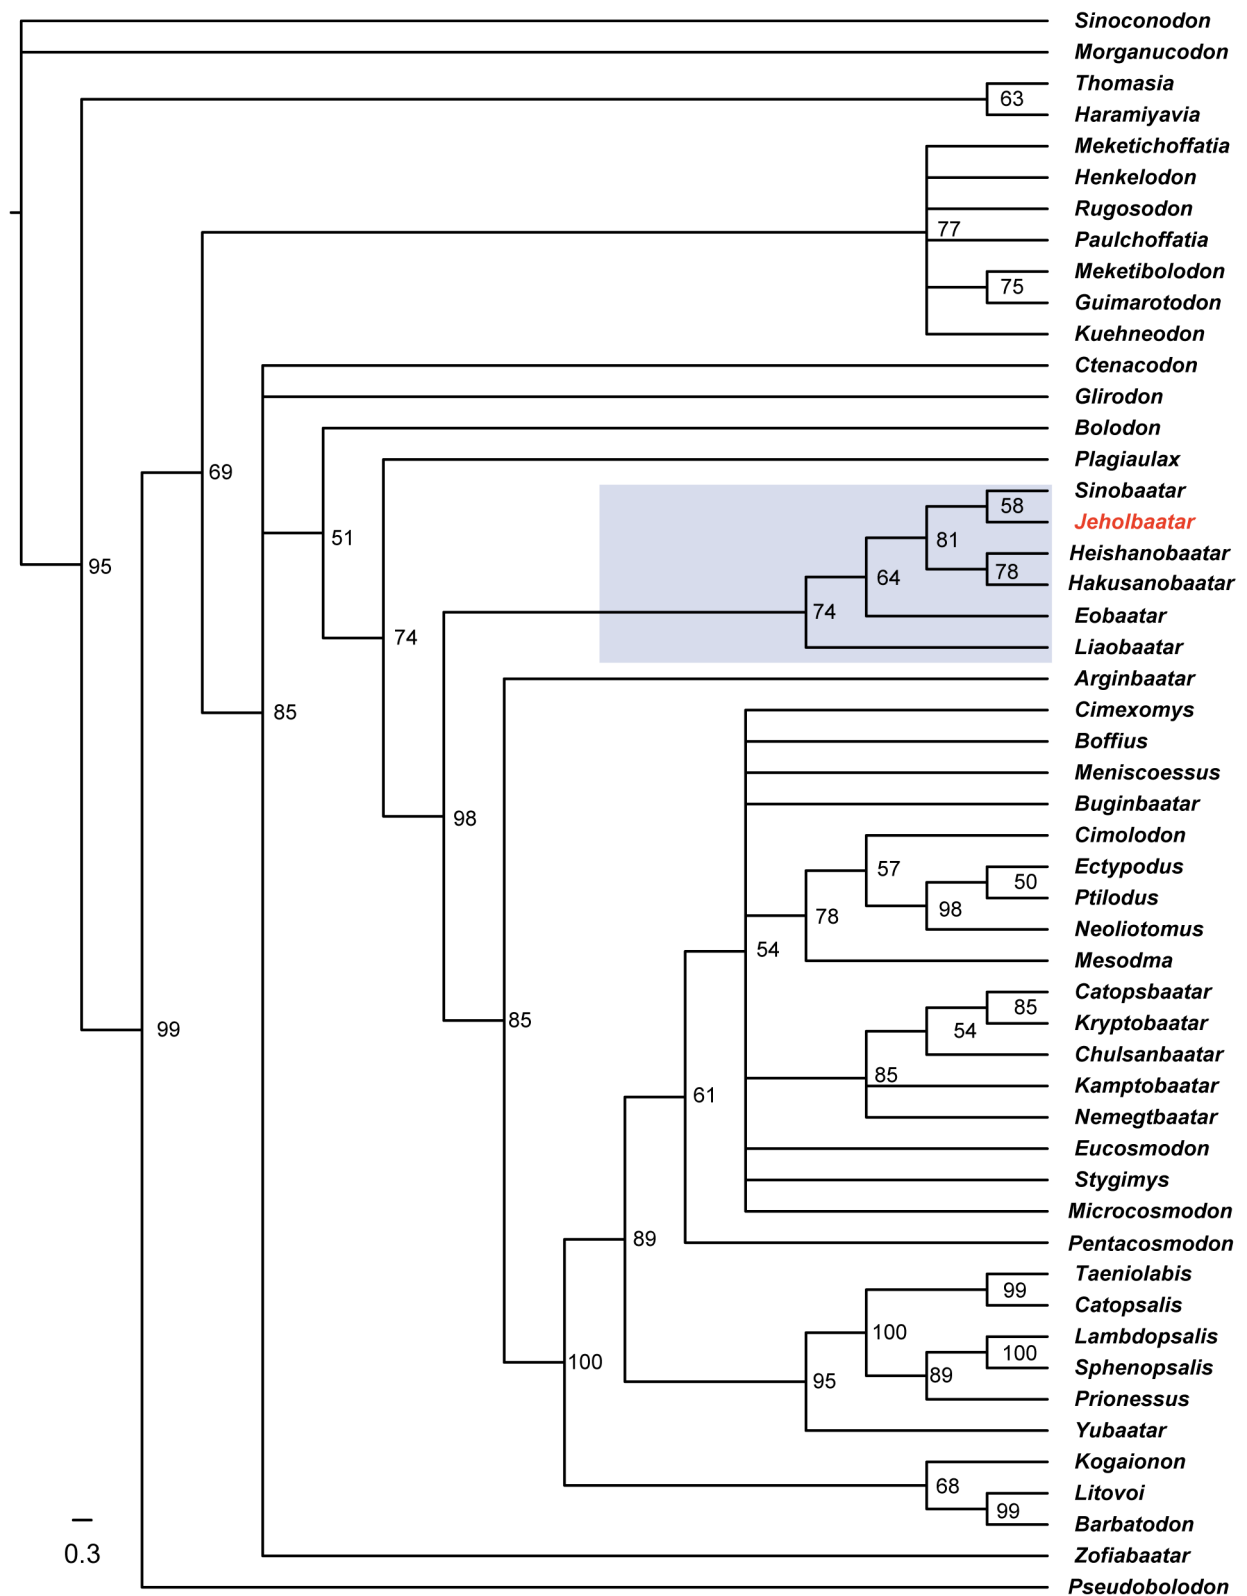 Sinoconodon
Morganucodon
Thomasia
63
Haramiyavia
Meketichoffatia
Henkelodon
Rugosodon
77
Paulchoffatia
Meketibolodon
75
Guimarotodon
Kuehneodon
Ctenacodon
Glirodon
Bolodon
Plagiaulax
69
Sinobaatar
58
Jeholbaatar
51
81
Heishanobaatar
95
78
64
Hakusanobaatar
74
Eobaatar
74
Liaobaatar
Arginbaatar
85
Cimexomys
Boffius
Meniscoessus
Buginbaatar
98
Cimolodon
57
Ectypodus
50
Ptilodus
98
78
Neoliotomus
54
Mesodma
Catopsbaatar
85
85
Kryptobaatar
99
54
Chulsanbaatar
85
Kamptobaatar
61
Nemegtbaatar
Eucosmodon
Stygimys
Microcosmodon
89
Pentacosmodon
Taeniolabis
99
Catopsalis
100
Lambdopsalis
100
100
Sphenopsalis
89
95
Prionessus
Yubaatar
Kogaionon
68
Litovoi
99
Barbatodon
0.3
Zofiabaatar
Pseudobolodon